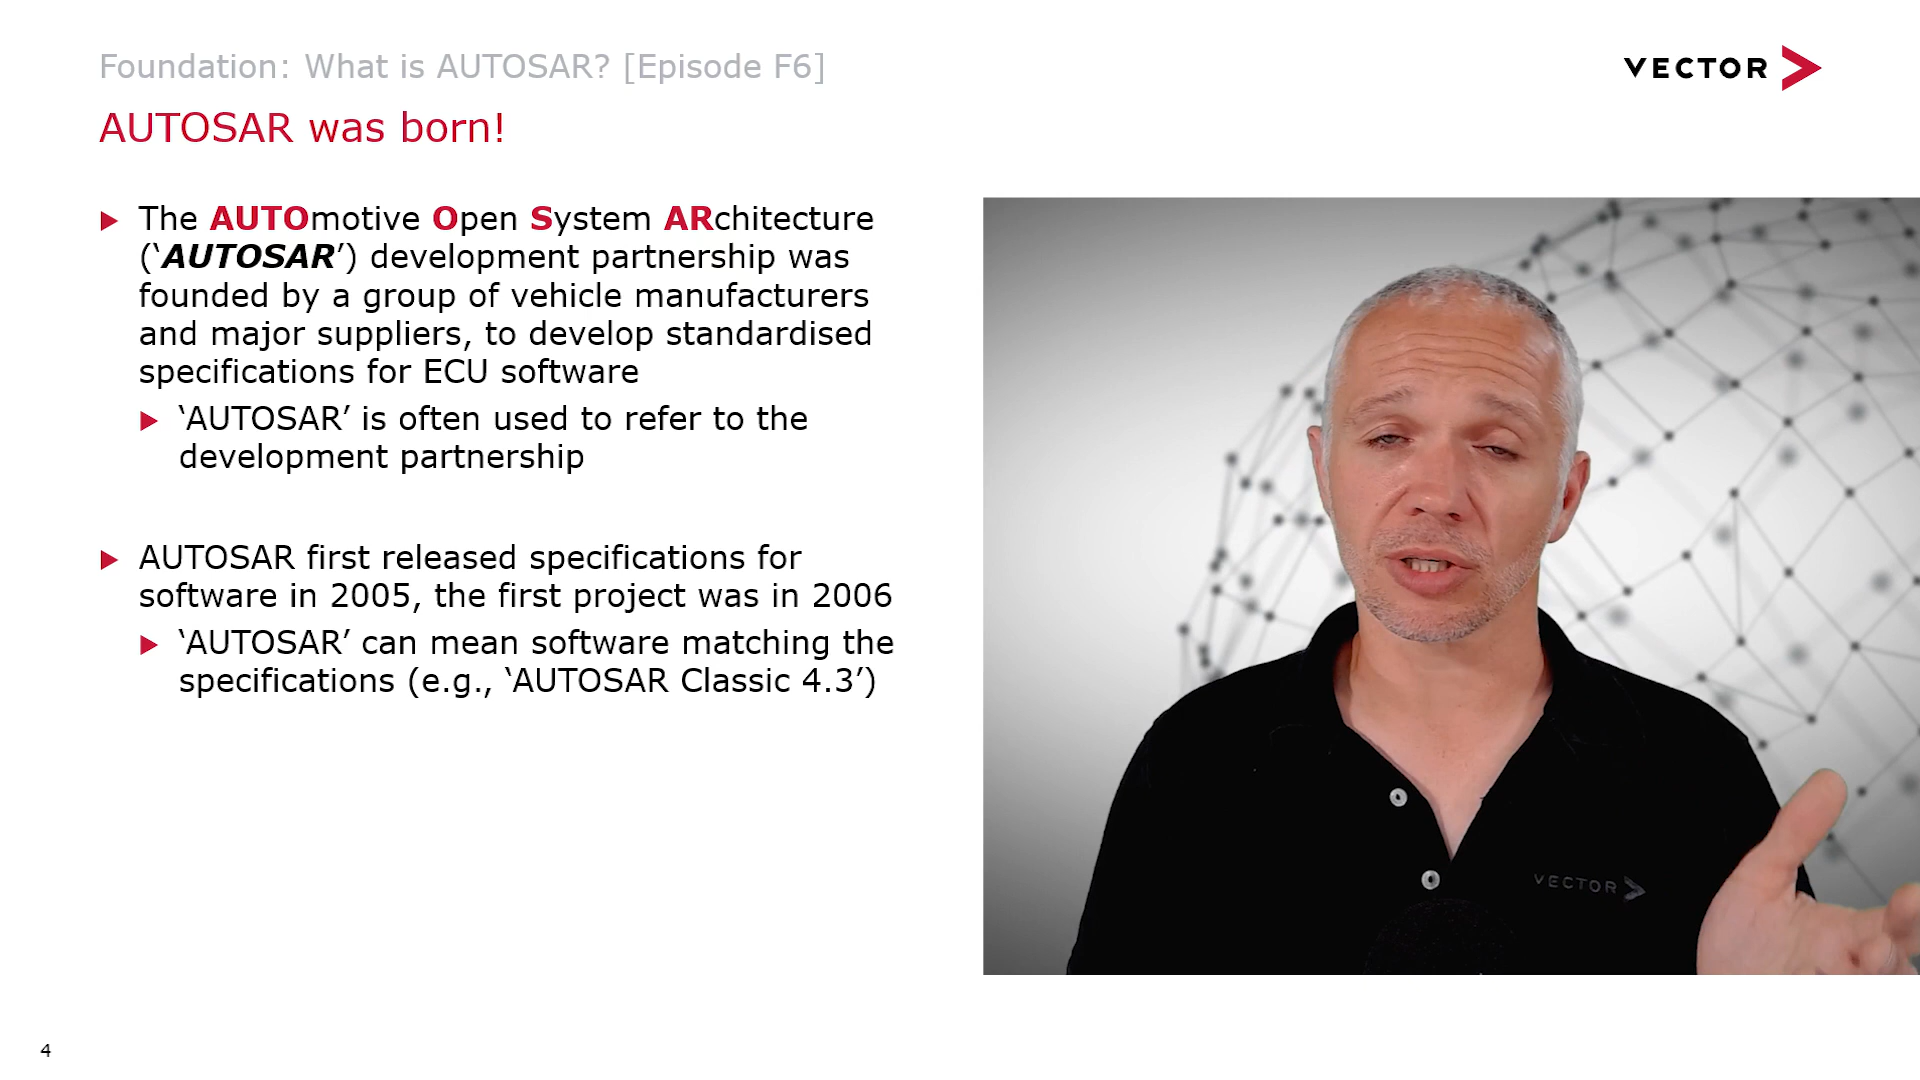 Foundation: What is AUTOSAR? [Episode F6]
VECTOR
AUTOSAR was born!
The AUTOmotive Open System ARchitecture
(‘AUTOSAR’) development partnership was
founded by a group of vehicle manufacturers
and major suppliers, to develop standardised
specifications for ECU software
‘AUTOSAR’ is often used to refer to the
development partnership
AUTOSAR first released specifications for
software in 2005, the first project was in 2006
‘AUTOSAR’ can mean software matching the
specifications (e.g., ‘AUTOSAR Classic 4.3’)
VECTOR
4